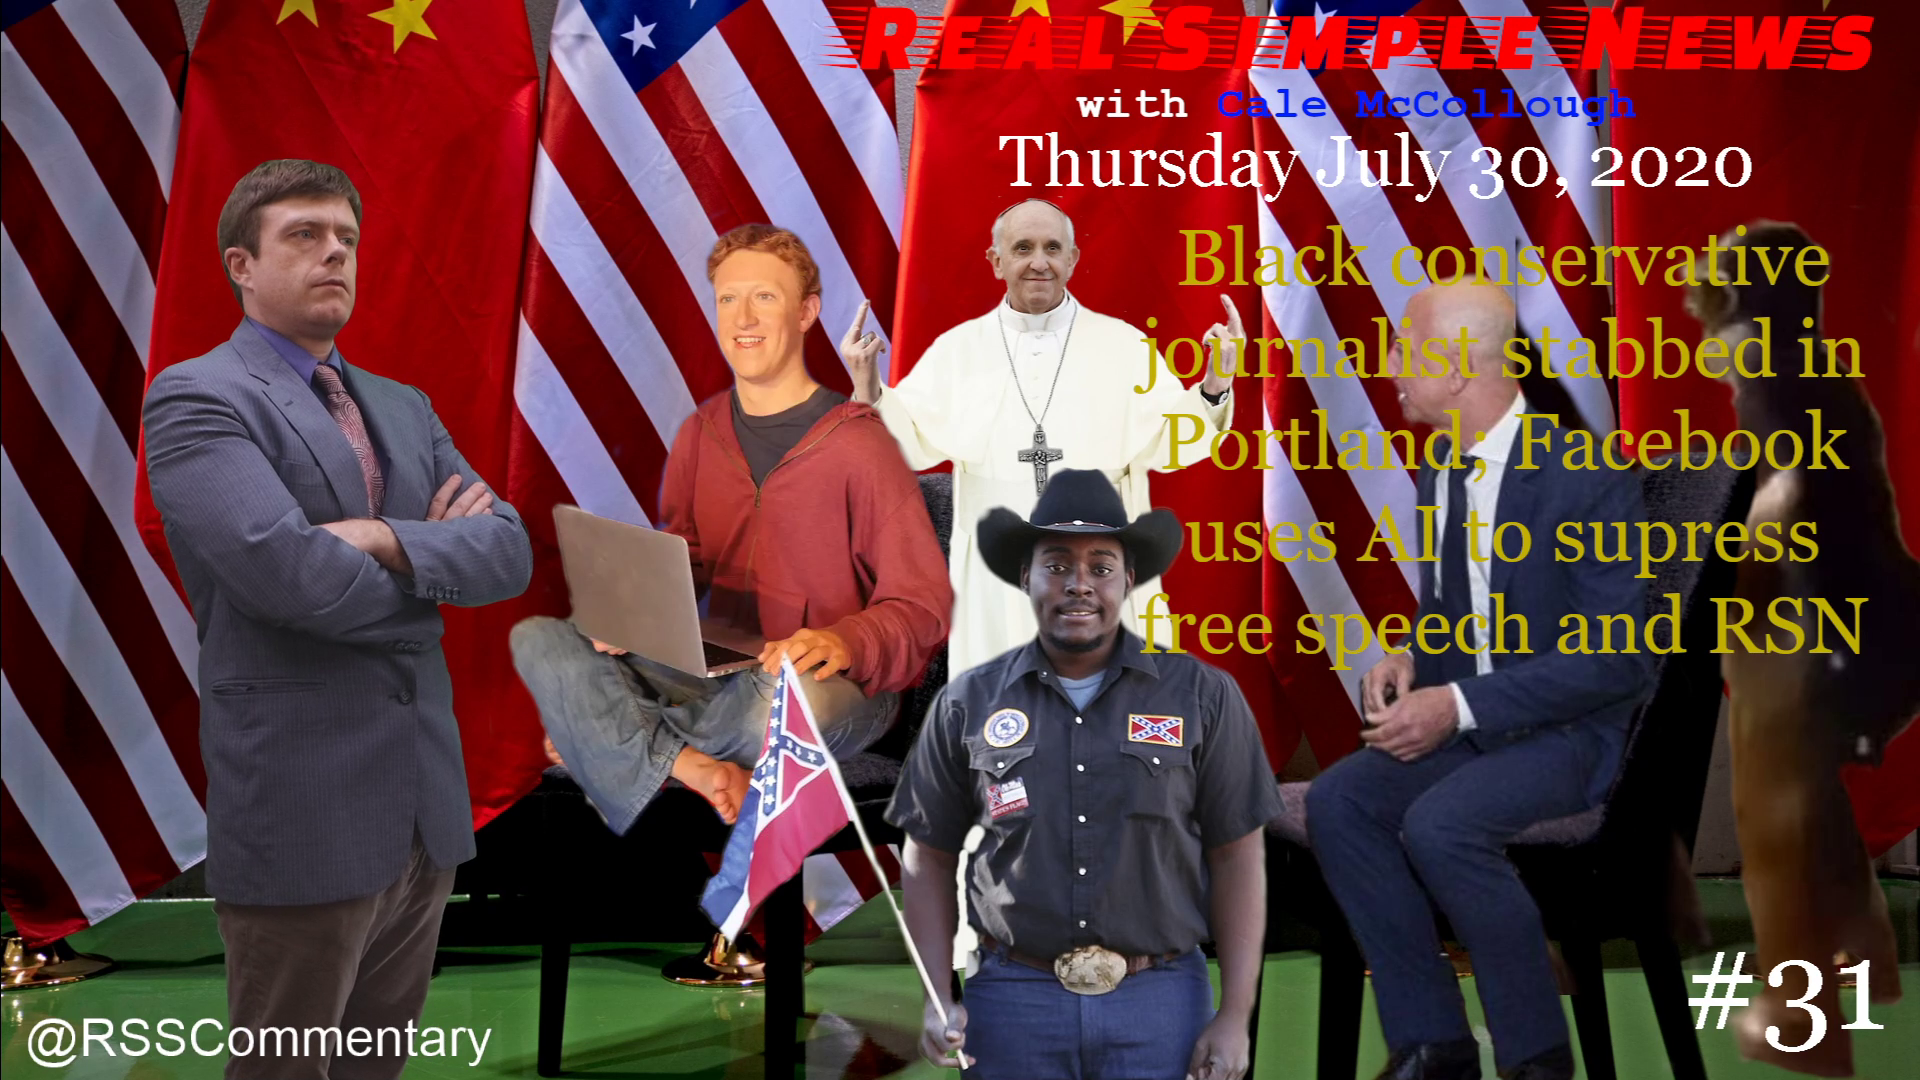 Real Simple News
with Cale McCollough
Thursday July 30, 2020
Black conservative
journalist stabbed in
Portland; Facebook
uses AI to supress
free speech and RSN
#31
@RSSCommentary